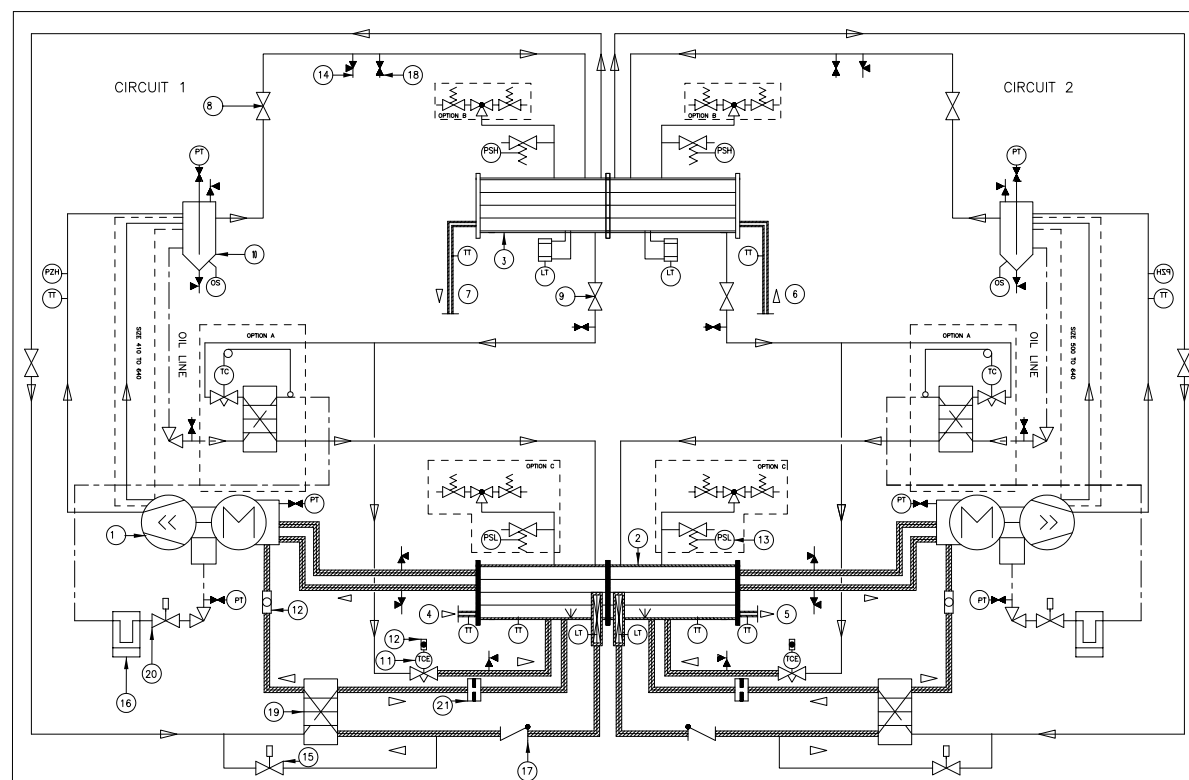 CIRCUIT 1
CIRCUIT 2
14
18
8
OPTION B
OPTION B
PSH
PSH
PT
PT
10
OS
OS
3
TT
TT
LT
LT
7
6
9
PZH
TT
PZH
TT
SIZE 410 TO 640
OIL LINE
OPTION A
TC
OPTION A
TC
OIL LINE
SIZE 500 TO 640
OPTION C
OPTION C
PSL
PSL
13
2
1
M
PT
PT
M
4
5
TT
TT
TT
TT
LT
LT
12
12
11
TCE
TCE
PT
PT
16
20
19
21
15
17